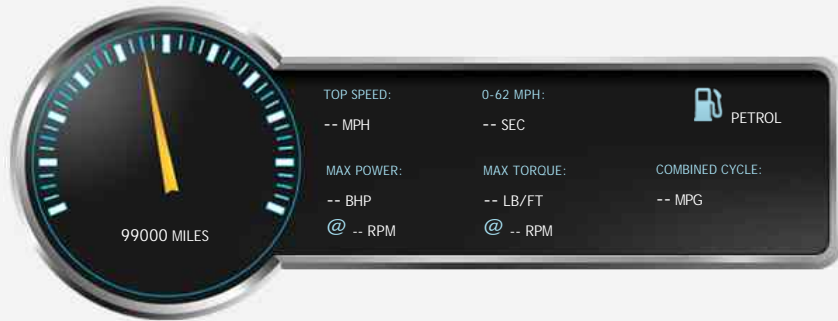 TOP SPEED:
-- MPH
0-62 MPH:
-- SEC
PETROL
MAX POWER:
-- BHP
@ -- RPM
MAX TORQUE:
-- LB/FT
@ -- RPM
COMBINED CYCLE:
-- MPG
99000 MILES